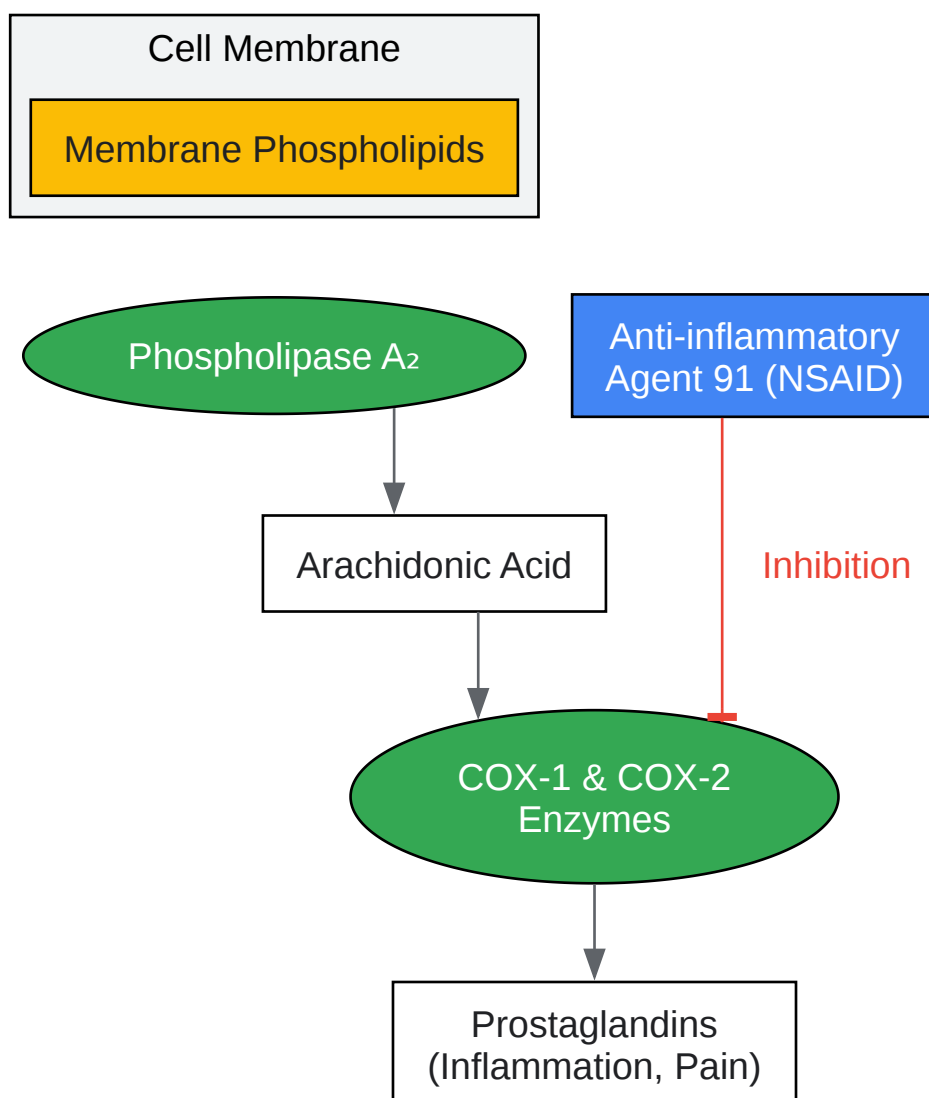 Cell Membrane
Membrane Phospholipids
Phospholipase A₂
Anti-inflammatory
Agent 91 (NSAID)
Arachidonic Acid
Inhibition
COX-1 & COX-2
Enzymes
Prostaglandins
(Inflammation, Pain)